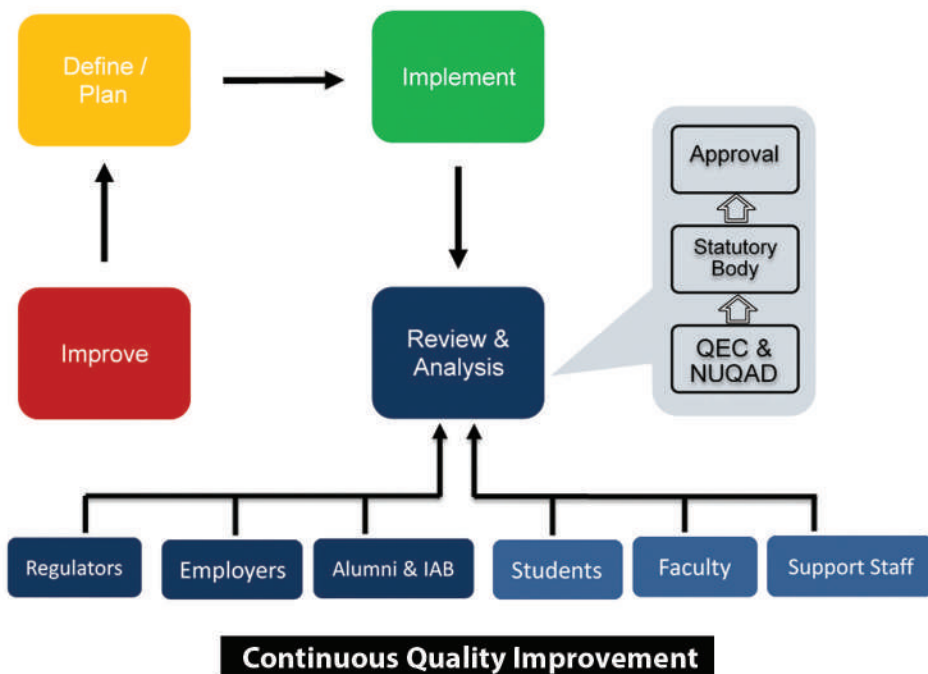 Define /
Plan
Implement
Approval
Statutory
Body
QEC &
NUQAD
Improve
Review &
Analysis
Regulators
Employers
Alumni & IAB
Students
Faculty
Support Staff
Continuous Quality Improvement